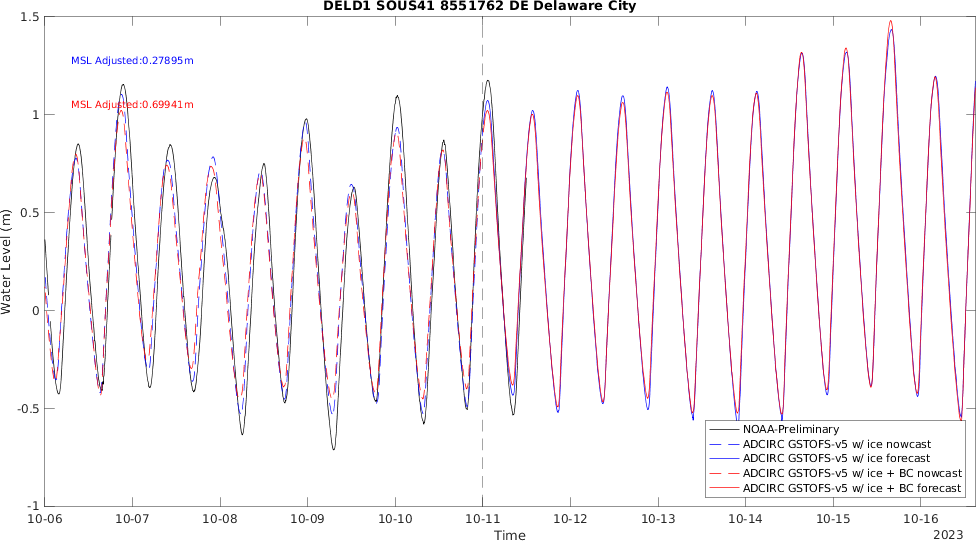 DELD1 SOUS41 8551762 DE Delaware City
1.5
MSL Adjusted:0.27895m
MSL Adjusted:0.69941m
1
0.5
Water Level (m)
0
-0.5
NOAA-Preliminary
ADCIRC GSTOFS-v5 w/ ice nowcast
ADCIRC GSTOFS-v5 w/ ice forecast
ADCIRC GSTOFS-v5 w/ ice + BC nowcast
ADCIRC GSTOFS-v5 w/ ice + BC forecast
-1
10-06 10-07 10-08 10-09 10-10 10-11 10-12 10-13 10-14 10-15 10-16
Time
2023